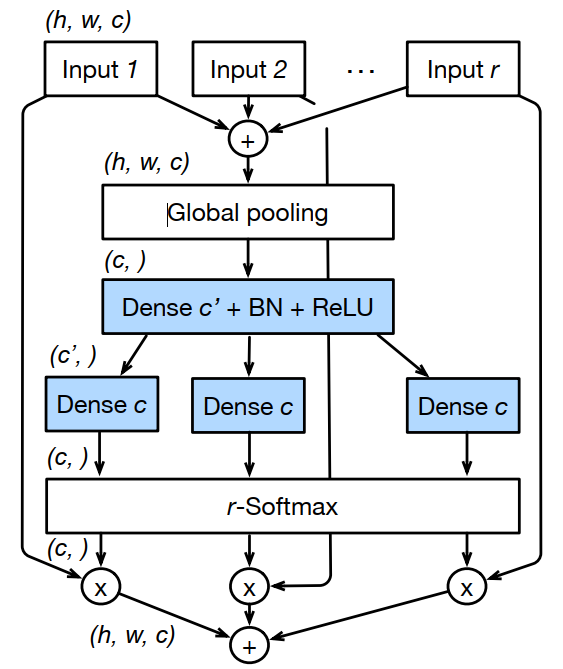 (h, w, c)
Input 1
Input 2
...
Input r
+
(h, w, c)
Global pooling
(c, )
Dense c’ + BN + ReLU
(c’, )
Dense c
Dense c
Dense c
(c, )
r-Softmax
(c, )
x
x
x
(h, w, c)
+